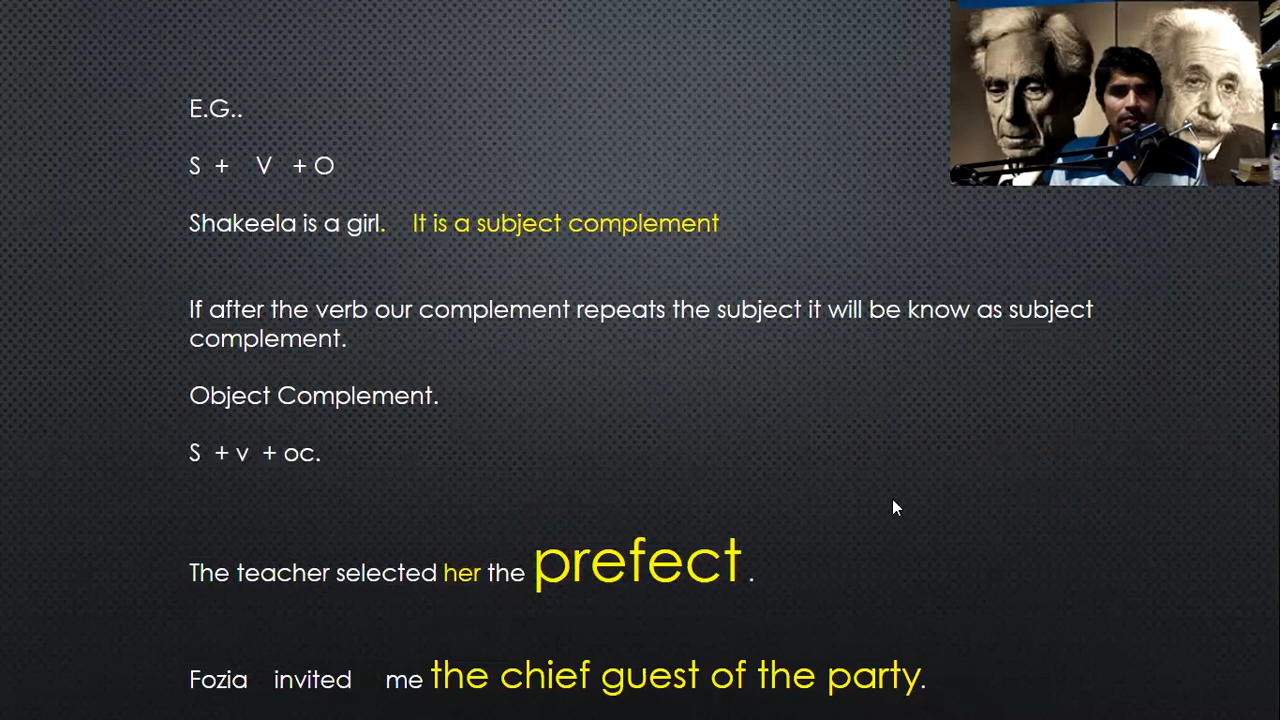 E.G..
S + V + O
Shakeela is a girl. It is a subject complement
If after the verb our complement repeats the subject it will be know as subject
complement.
Object Complement.
S + v + oc.
The teacher selected her the prefect .
Fozia invited me the chief guest of the party.